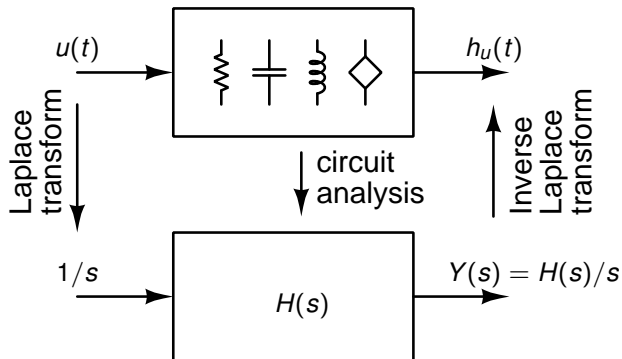 u(t)
hᵤ(t)
Laplace
transform
circuit
analysis
Inverse
Laplace
transform
1/s
H(s)
Y(s) = H(s)/s